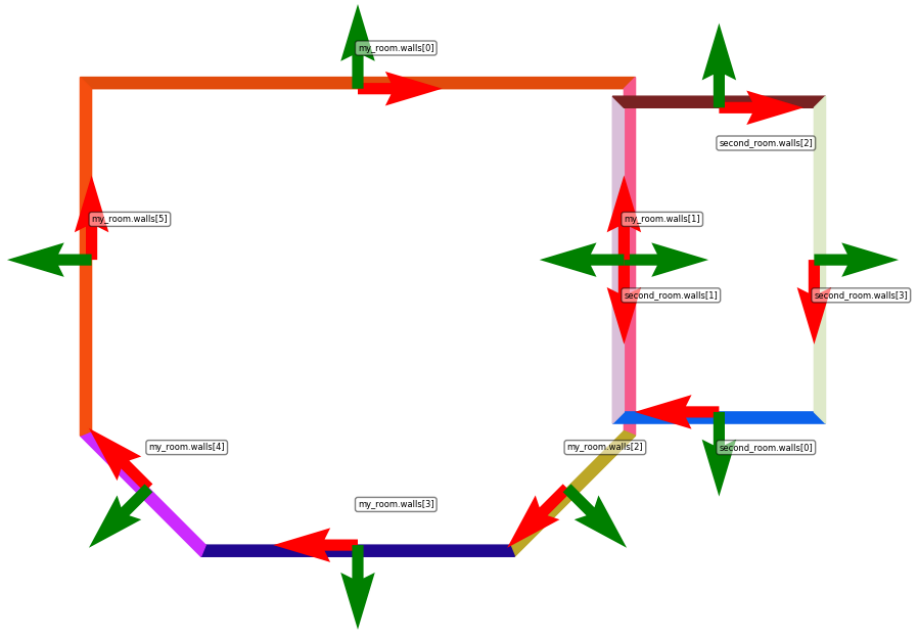 my_room.walls[0]
second_room.walls[2]
my_room.walls[5]
my_room.walls[1]
second_room.walls[1]
second_room.walls[3]
my_room.walls[4]
my_room.walls[2]
second_room.walls[0]
my_room.walls[3]